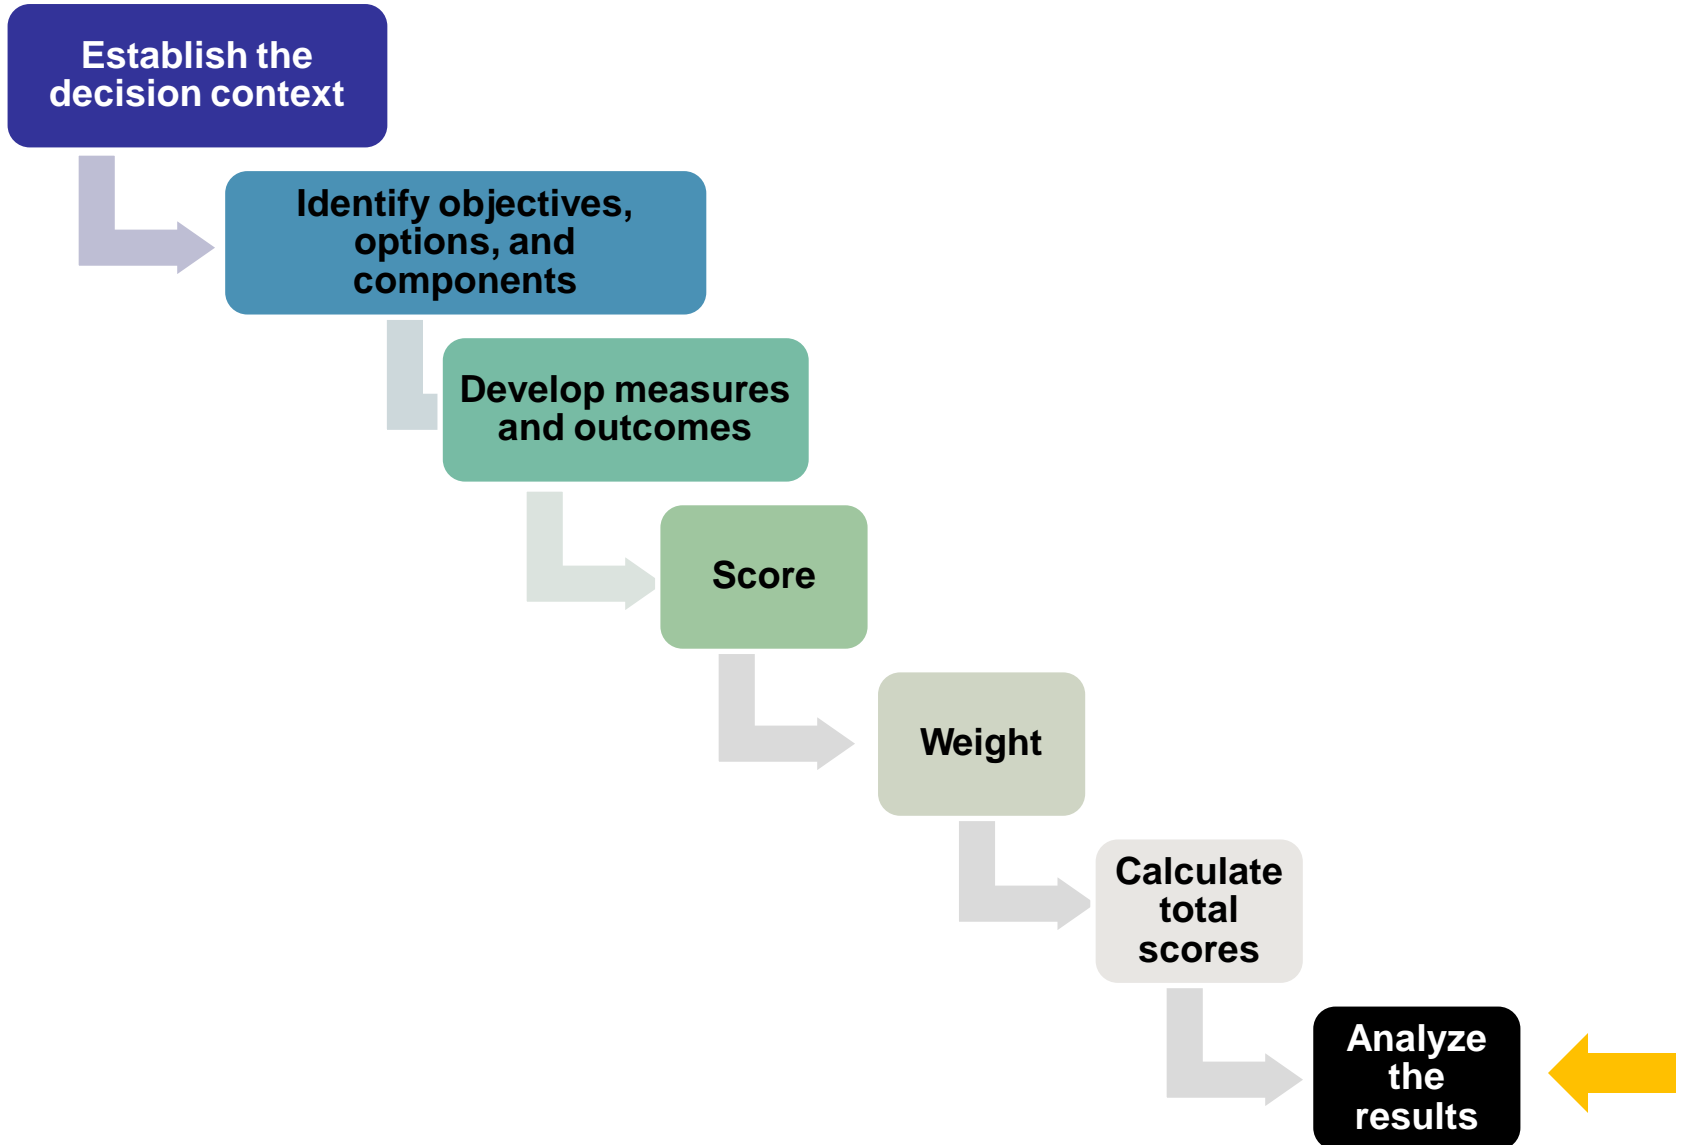 Establish the
decision context
Identify objectives,
options, and
components
Develop measures
and outcomes
Score
Weight
Calculate
total
scores
Analyze
the
results